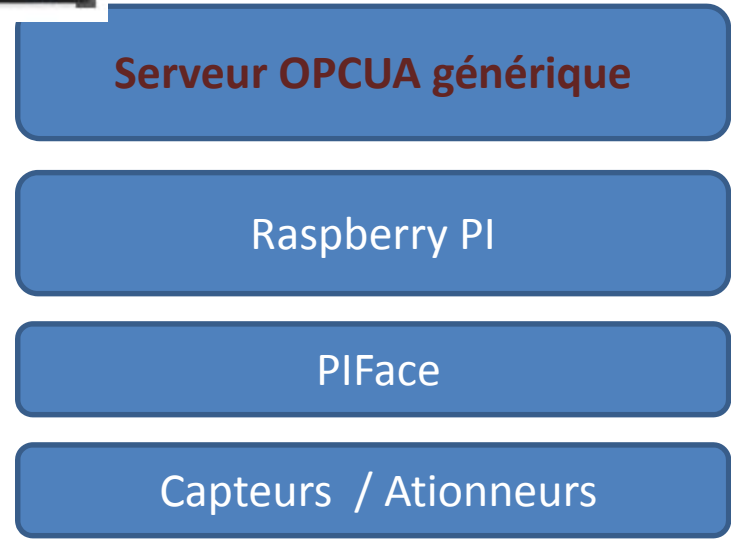 Serveur OPCUA générique
Raspberry PI
PIFace
Capteurs / Ationneurs